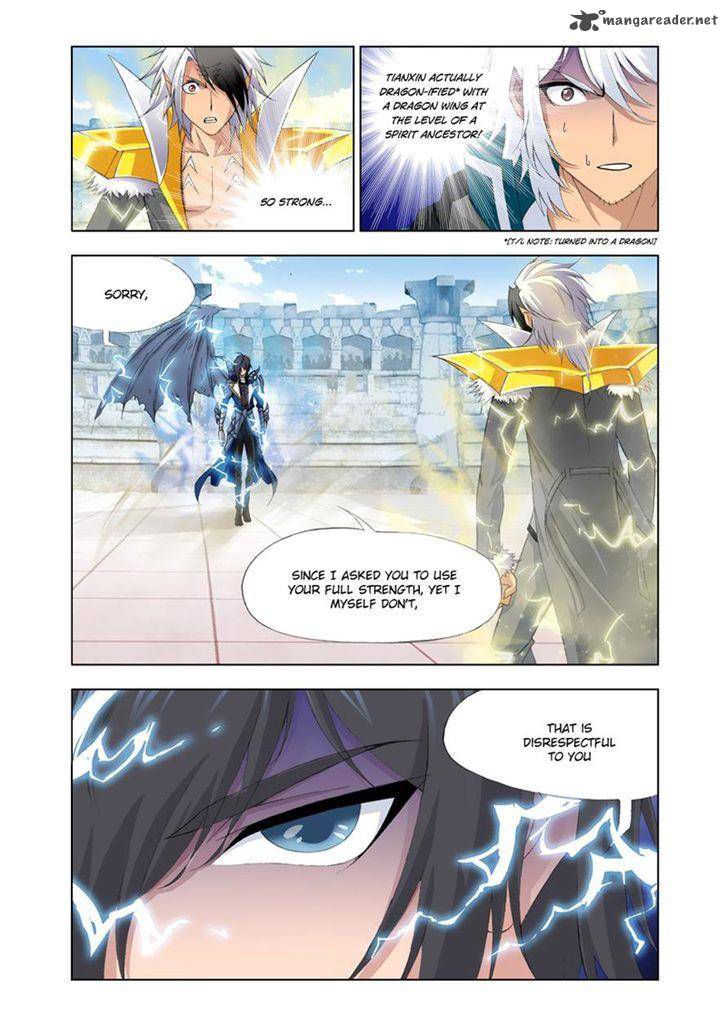 mangareader.net
SO STRONG...
TIANXIN ACTUALLY
DRAGON-IFIED* WITH
A DRAGON WING AT
THE LEVEL OF A
SPIRIT ANCESTOR!
*[T/L NOTE: TURNED INTO A DRAGON]
SORRY,
SINCE I ASKED YOU TO USE
YOUR FULL STRENGTH, YET I
MYSELF DON'T,
THAT IS
DISRESPECTFUL
TO YOU